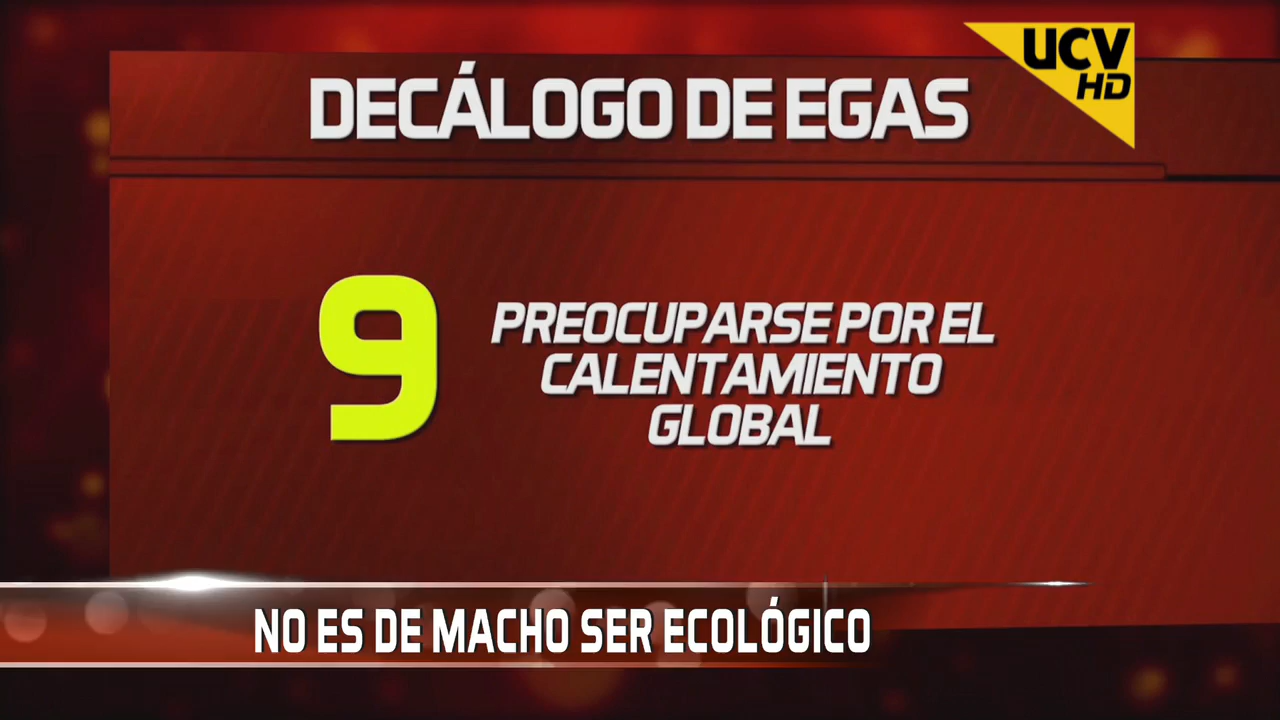 UCV
HD
DECÁLOGO DE EGAS
9
PREOCUPARSE POR EL
CALENTAMIENTO
GLOBAL
NO ES DE MACHO SER ECOLÓGICO